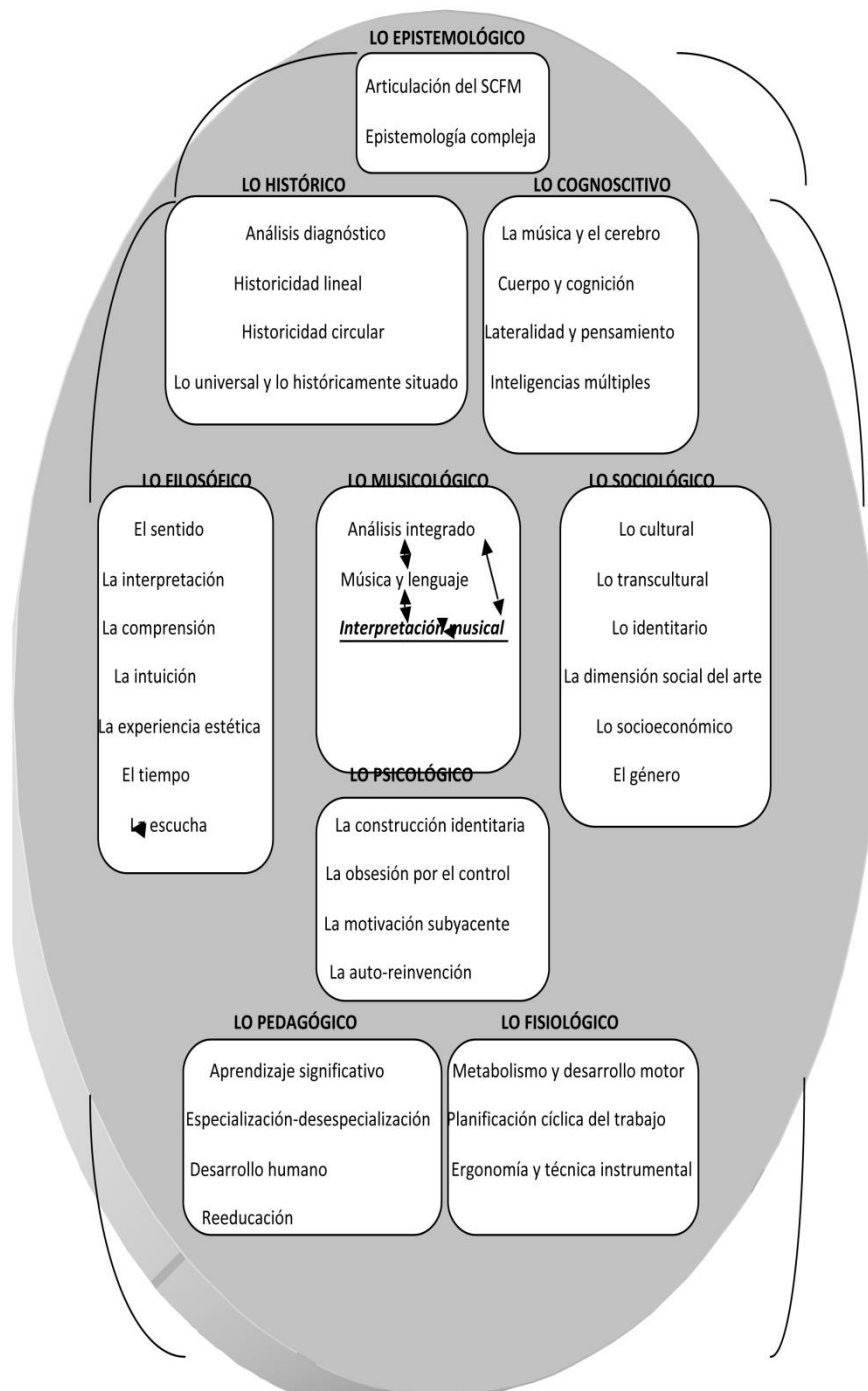 LO EPISTEMOLÓGICO
Articulación del SCFM
Epistemología compleja
LO HISTÓRICO
Análisis diagnóstico
Historicidad lineal
Historicidad circular
Lo universal y lo históricamente situado
LO COGNOSCITIVO
La música y el cerebro
Cuerpo y cognición
Lateralidad y pensamiento
Inteligencias múltiples
LO FILOSÓFICO
El sentido
La interpretación
La comprensión
La intuición
La experiencia estética
El tiempo
La escucha
LO MUSICOLÓGICO
Análisis integrado
Música y lenguaje
Interpretación musical
LO SOCIOLÓGICO
Lo cultural
Lo transcultural
Lo identitario
La dimensión social del arte
Lo socioeconómico
El género
LO PSICOLÓGICO
La construcción identitaria
La obsesión por el control
La motivación subyacente
La auto-reinvención
LO PEDAGÓGICO
Aprendizaje significativo
Especialización-desespecialización
Desarrollo humano
Reeducación
LO FISIOLÓGICO
Metabolismo y desarrollo motor
Planificación cíclica del trabajo
Ergonomía y técnica instrumental